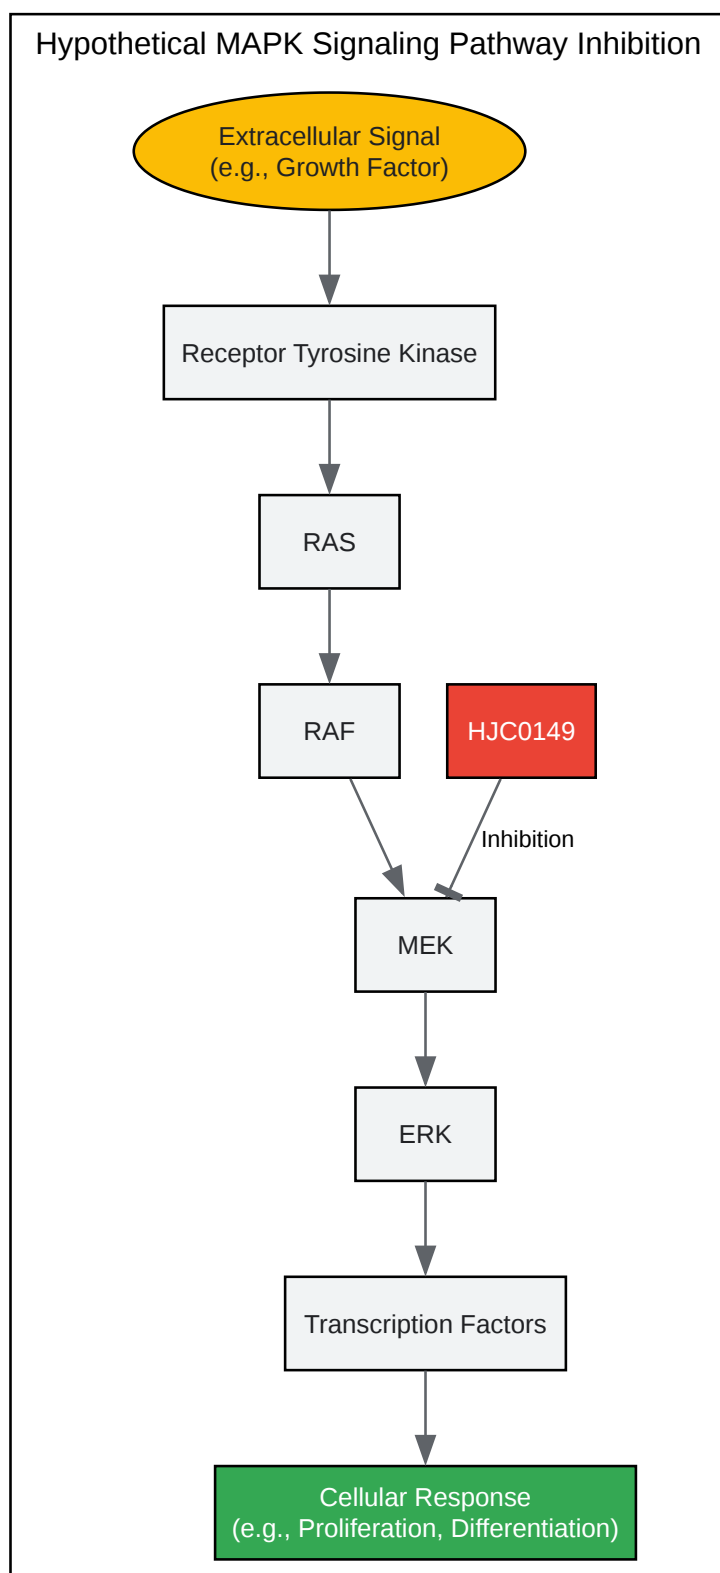 Hypothetical MAPK Signaling Pathway Inhibition
Extracellular Signal
(e.g., Growth Factor)
Receptor Tyrosine Kinase
RAS
RAF
HJC0149
Inhibition
MEK
ERK
Transcription Factors
Cellular Response
(e.g., Proliferation, Differentiation)